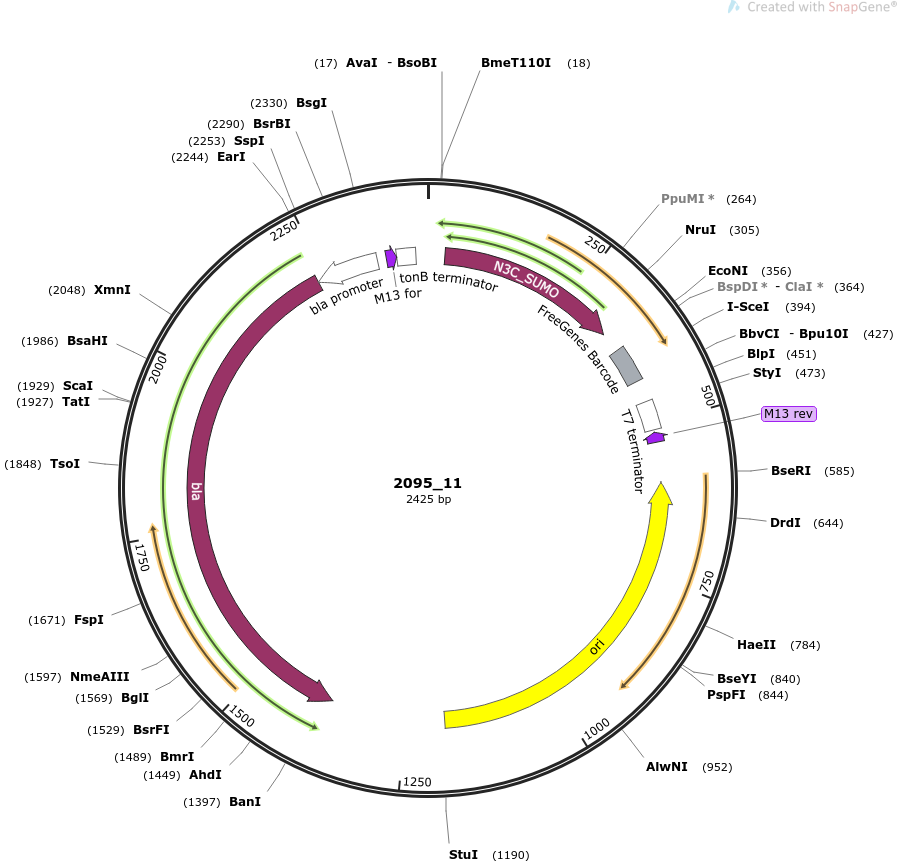 Created with SnapGene®
(17) AvaI - BsoBI
BmeT110I (18)
(2330) BsgI
(2290) BsrBI
(2253) SspI
(2244) EarI
PpuMI * (264)
NruI (305)
EcoNI (356)
BspDI * - ClaI * (364)
I-SceI (394)
BbvCI - Bpu10I (427)
BlpI (451)
StyI (473)
M13 rev
BseRI (585)
DrdI (644)
HaeII (784)
BseYI (840)
PspFI (844)
AlwNI (952)
StuI (1190)
(1397) BanI
(1449) AhdI
(1489) BmrI
(1529) BsrFI
(1569) BglI
(1597) NmeAIII
(1671) FspI
(1848) TsoI
(1927) TatI
(1929) ScaI
(1986) BsaHI
(2048) XmnI
250
500
750
1000
1250
1500
1750
2000
2250
N3C_SUMO
FreeGenes Barcode
T7 terminator
ori
bla
bla promoter
M13 for
tonB terminator
2095_11
2425 bp